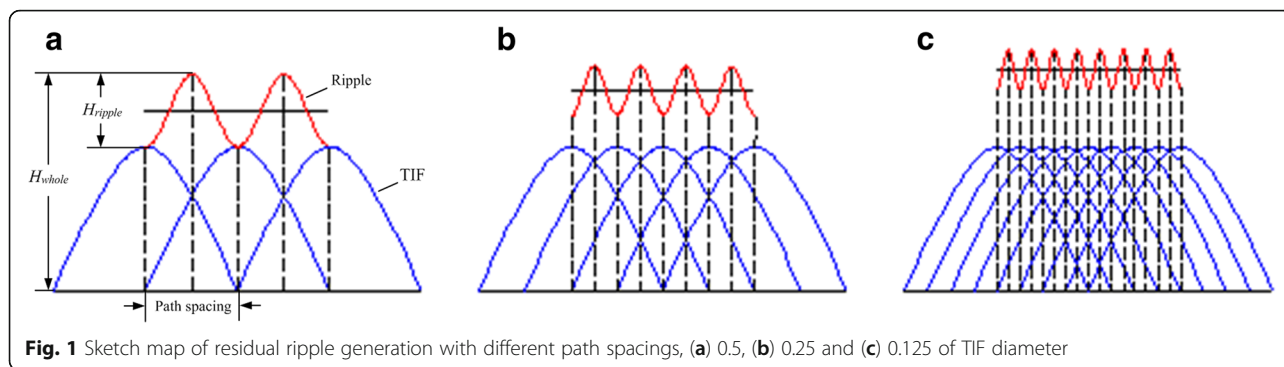 a
b
c
Ripple
H_ripple
H_whole
TIF
Path spacing
Fig. 1 Sketch map of residual ripple generation with different path spacings, (a) 0.5, (b) 0.25 and (c) 0.125 of TIF diameter